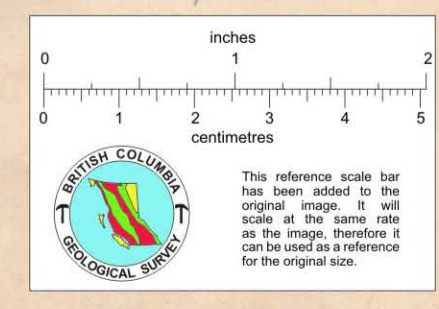 inches
0 1 2
0 1 2 3 4 5
centimetres
BRITISH COLUMBIA
GEOLOGICAL SURVEY
This reference scale bar
has been added to the
original image. It will
scale at the same rate
as the image, therefore it
can be used as a reference
for the original size.